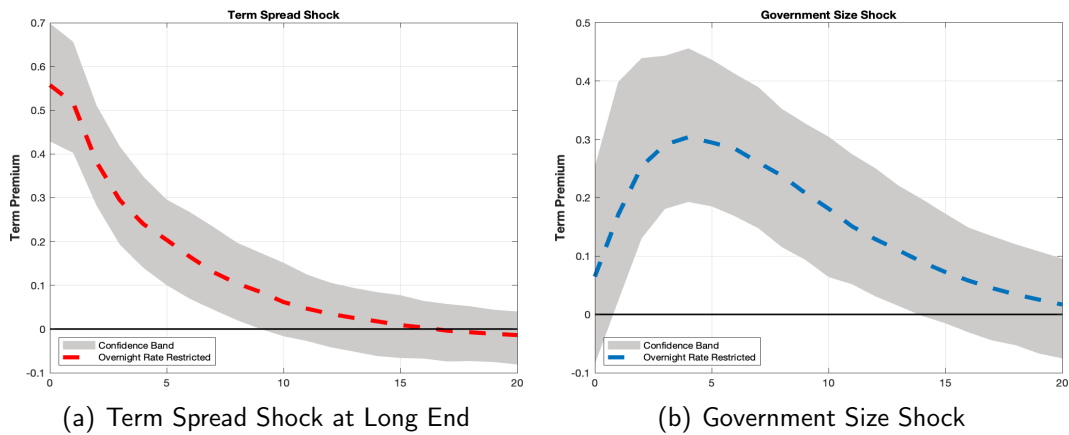 Term Spread Shock
Term Premium
0.7
0.6
0.5
0.4
0.3
0.2
0.1
0
-0.1
0 5 10 15 20
Confidence Band
Overnight Rate Restricted
(a) Term Spread Shock at Long End
Government Size Shock
Term Premium
0.5
0.4
0.3
0.2
0.1
0
-0.1
0 5 10 15 20
Confidence Band
Overnight Rate Restricted
(b) Government Size Shock